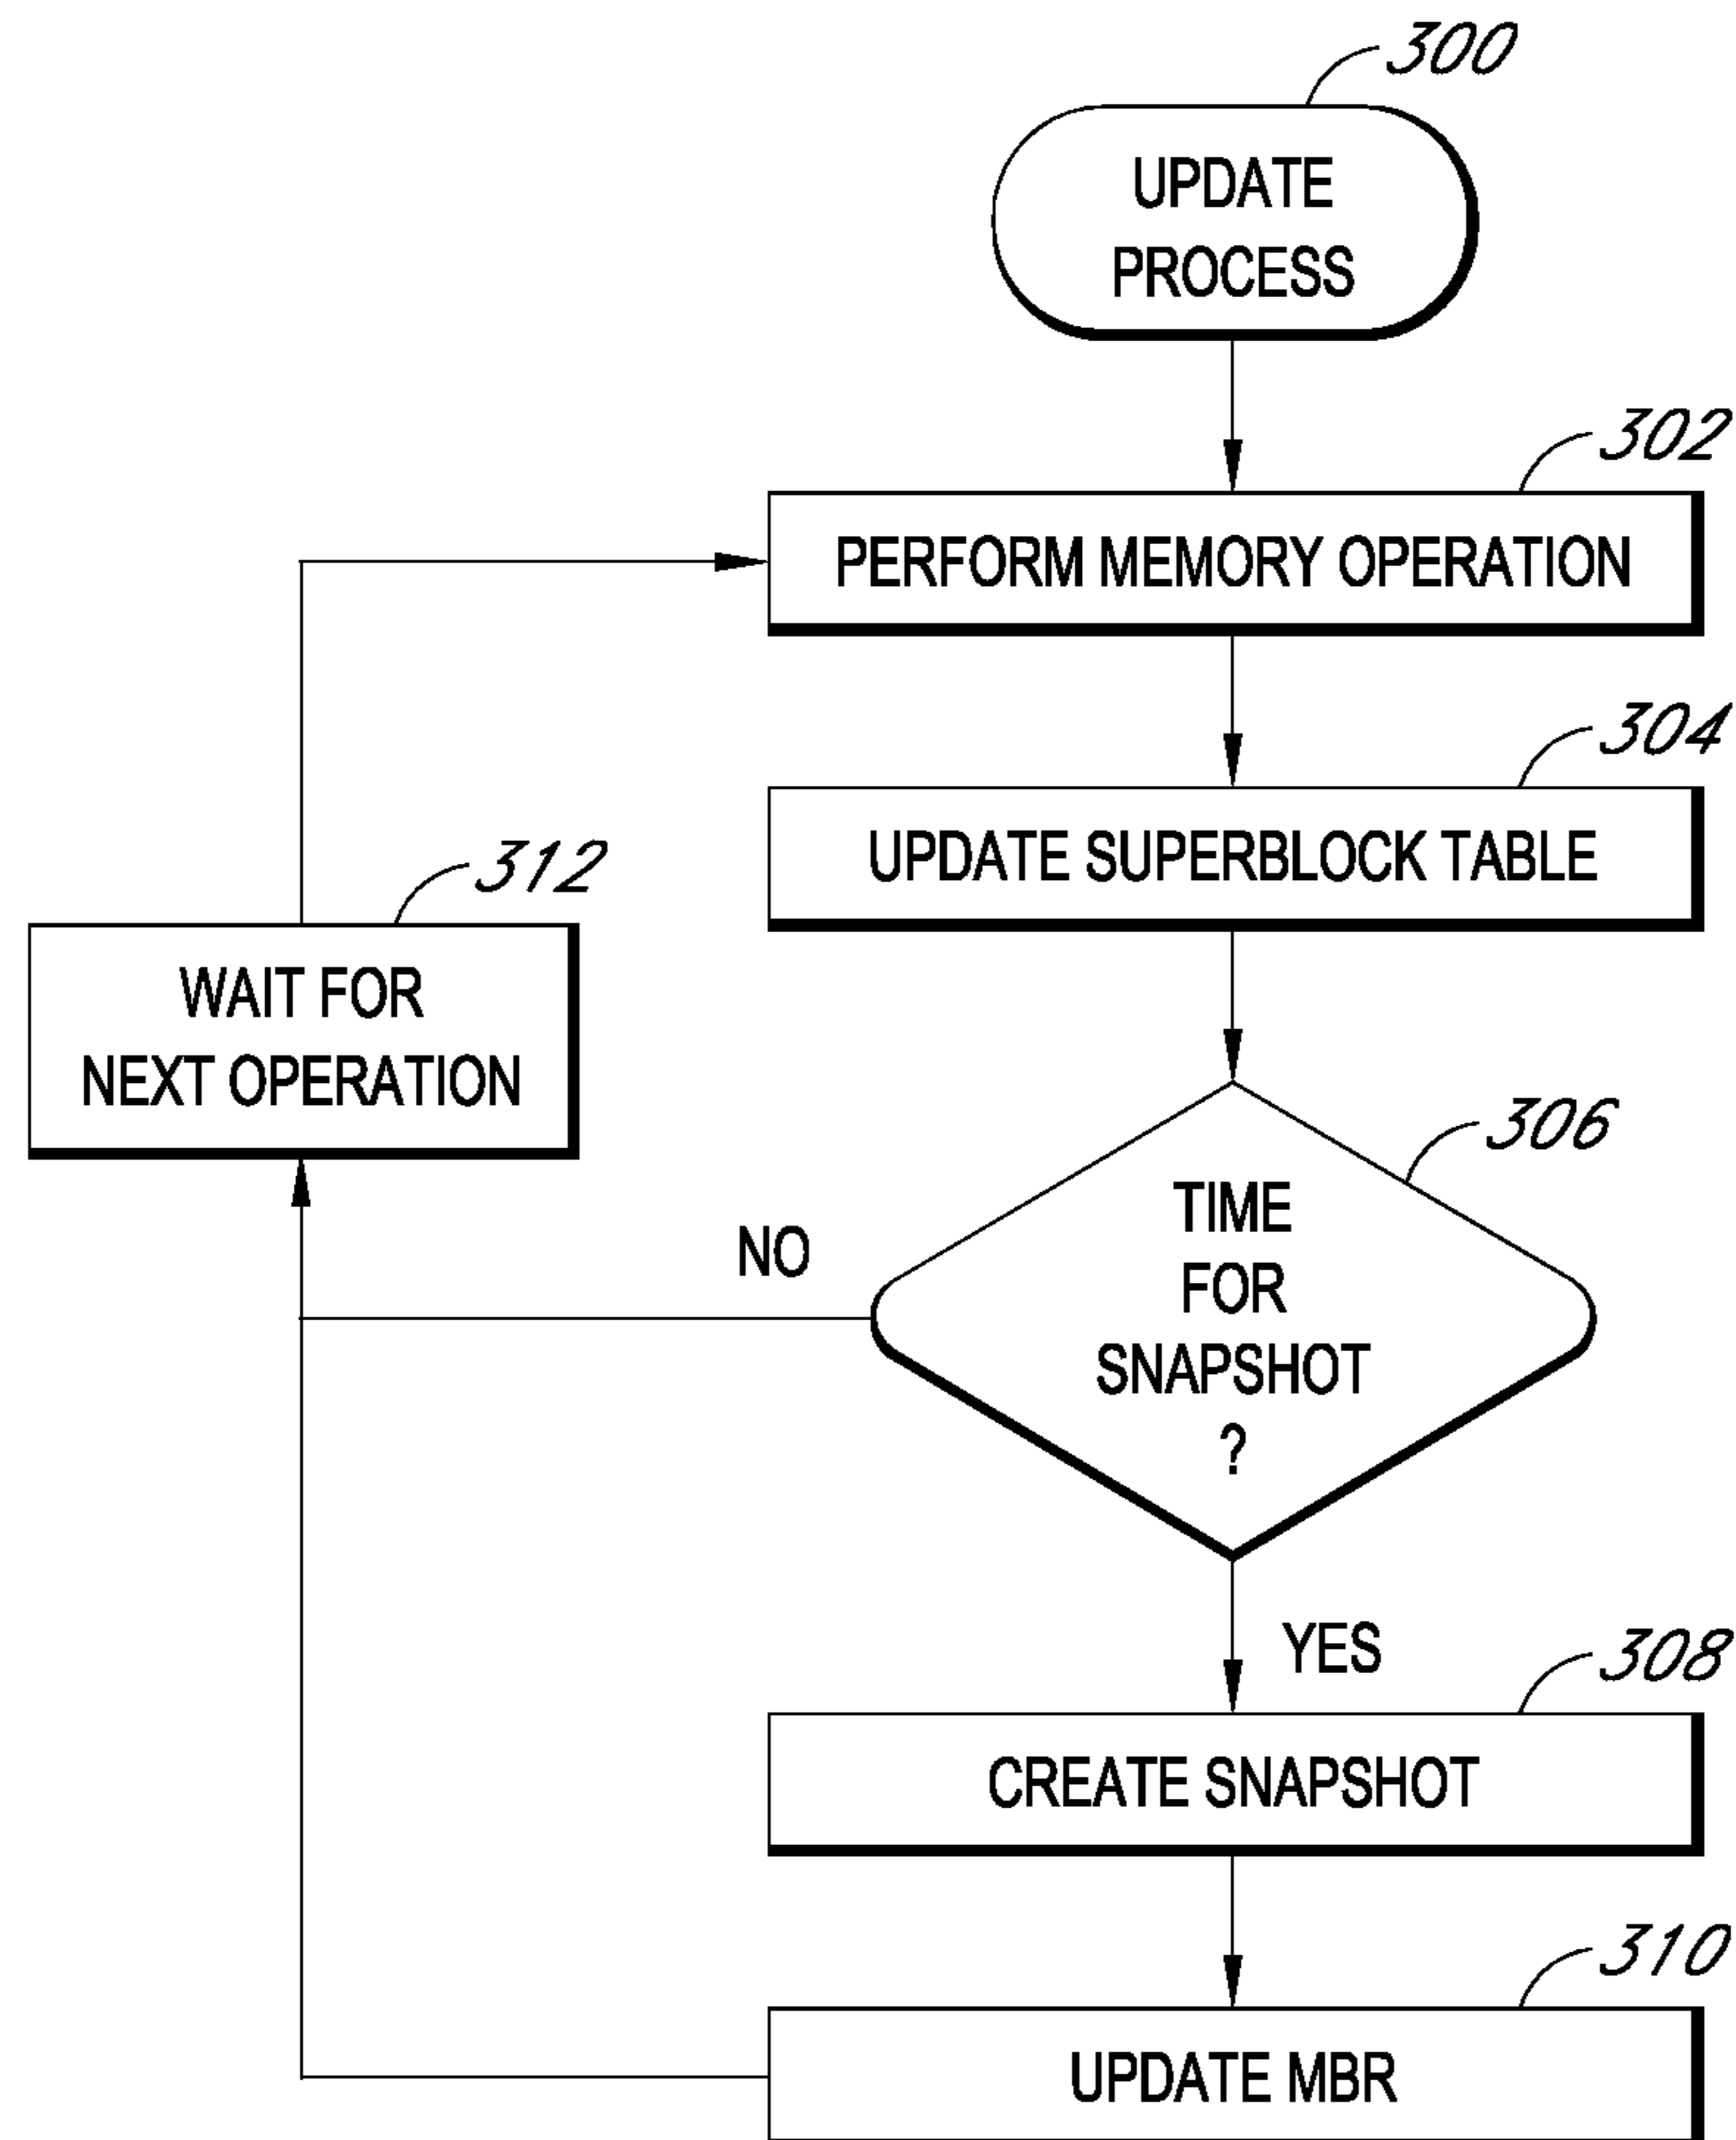 300
UPDATE
PROCESS
302
PERFORM MEMORY OPERATION
304
UPDATE SUPERBLOCK TABLE
312
WAIT FOR
NEXT OPERATION
306
TIME
FOR
SNAPSHOT
?
NO
YES
308
CREATE SNAPSHOT
310
UPDATE MBR